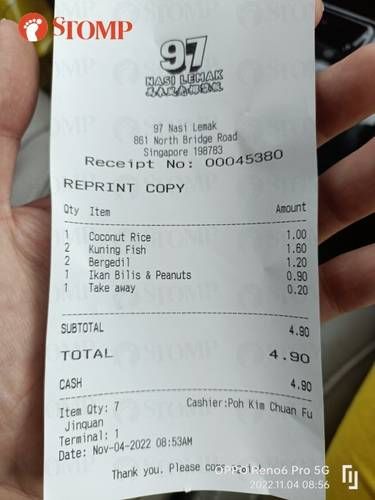 STOMP
97
NASI LEMAK
97 Nasi Lemak
861 North Bridge Road
Singapore 198783
Receipt No: 00045380
REPRINT COPY
Qty Item Amount
1 Coconut Rice 1.00
2 Kuning Fish 1.60
2 Bergedil 1.20
1 Ikan Bilis & Peanuts 0.90
1 Take away 0.20
SUBTOTAL 4.90
TOTAL 4.90
CASH 4.90
Item Qty: 7 Cashier:Poh Kim Chuan Fu
Jinquan
Terminal: 1
Date: Nov-04-2022 08:53AM
Thank you. Please com
OPPO Reno6 Pro 5G
2022.11.04 08:56